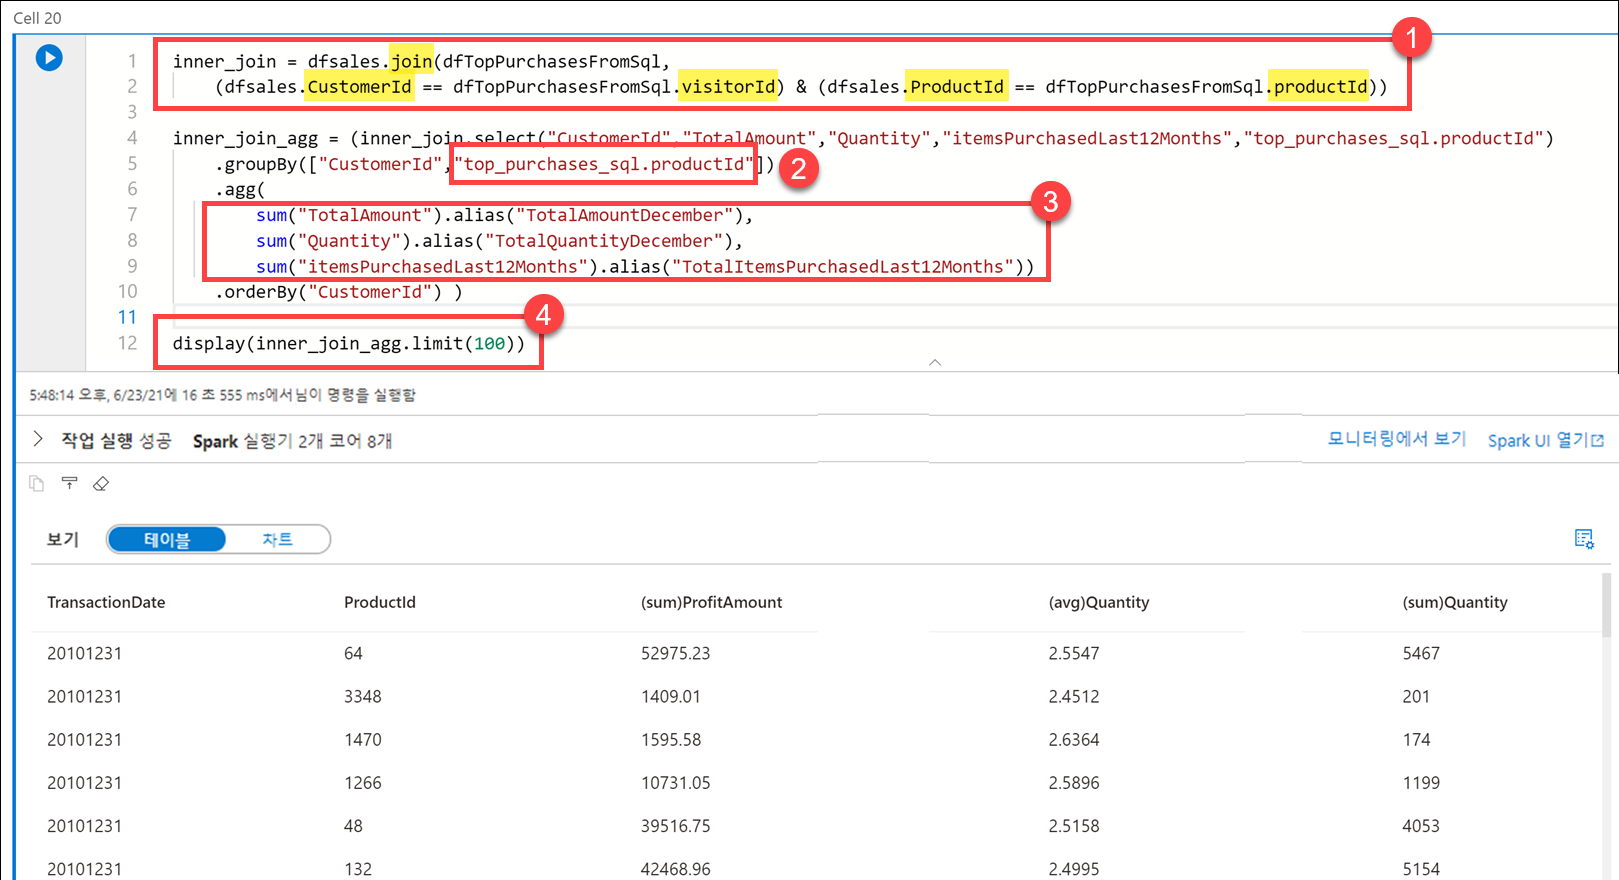 Cell 20
1
1 inner_join = dfsales.join(dfTopPurchasesFromSql,
2 (dfsales.CustomerId == dfTopPurchasesFromSql.visitorId) & (dfsales.ProductId == dfTopPurchasesFromSql.productId))
3
4 inner_join_agg = (inner_join.select("CustomerId","TotalAmount","Quantity","itemsPurchasedLast12Months","top_purchases_sql.productId")
5 .groupBy(["CustomerId","top_purchases_sql.productId"])
2
6 .agg(
3
7 sum("TotalAmount").alias("TotalAmountDecember"),
8 sum("Quantity").alias("TotalQuantityDecember"),
9 sum("itemsPurchasedLast12Months").alias("TotalItemsPurchasedLast12Months"))
10 .orderBy("CustomerId") )
11
4
12 display(inner_join_agg.limit(100))
5:48:14 오후, 6/23/21에 16 초 555 ms에서님이 명령을 실행함
작업 실행 성공 Spark 실행기 2개 코어 8개 모니터링에서 보기 Spark UI 열기
보기 테이블 차트
TransactionDate ProductId (sum)ProfitAmount (avg)Quantity (sum)Quantity
20101231 64 52975.23 2.5547 5467
20101231 3348 1409.01 2.4512 201
20101231 1470 1595.58 2.6364 174
20101231 1266 10731.05 2.5896 1199
20101231 48 39516.75 2.5158 4053
20101231 132 42468.96 2.4995 5154